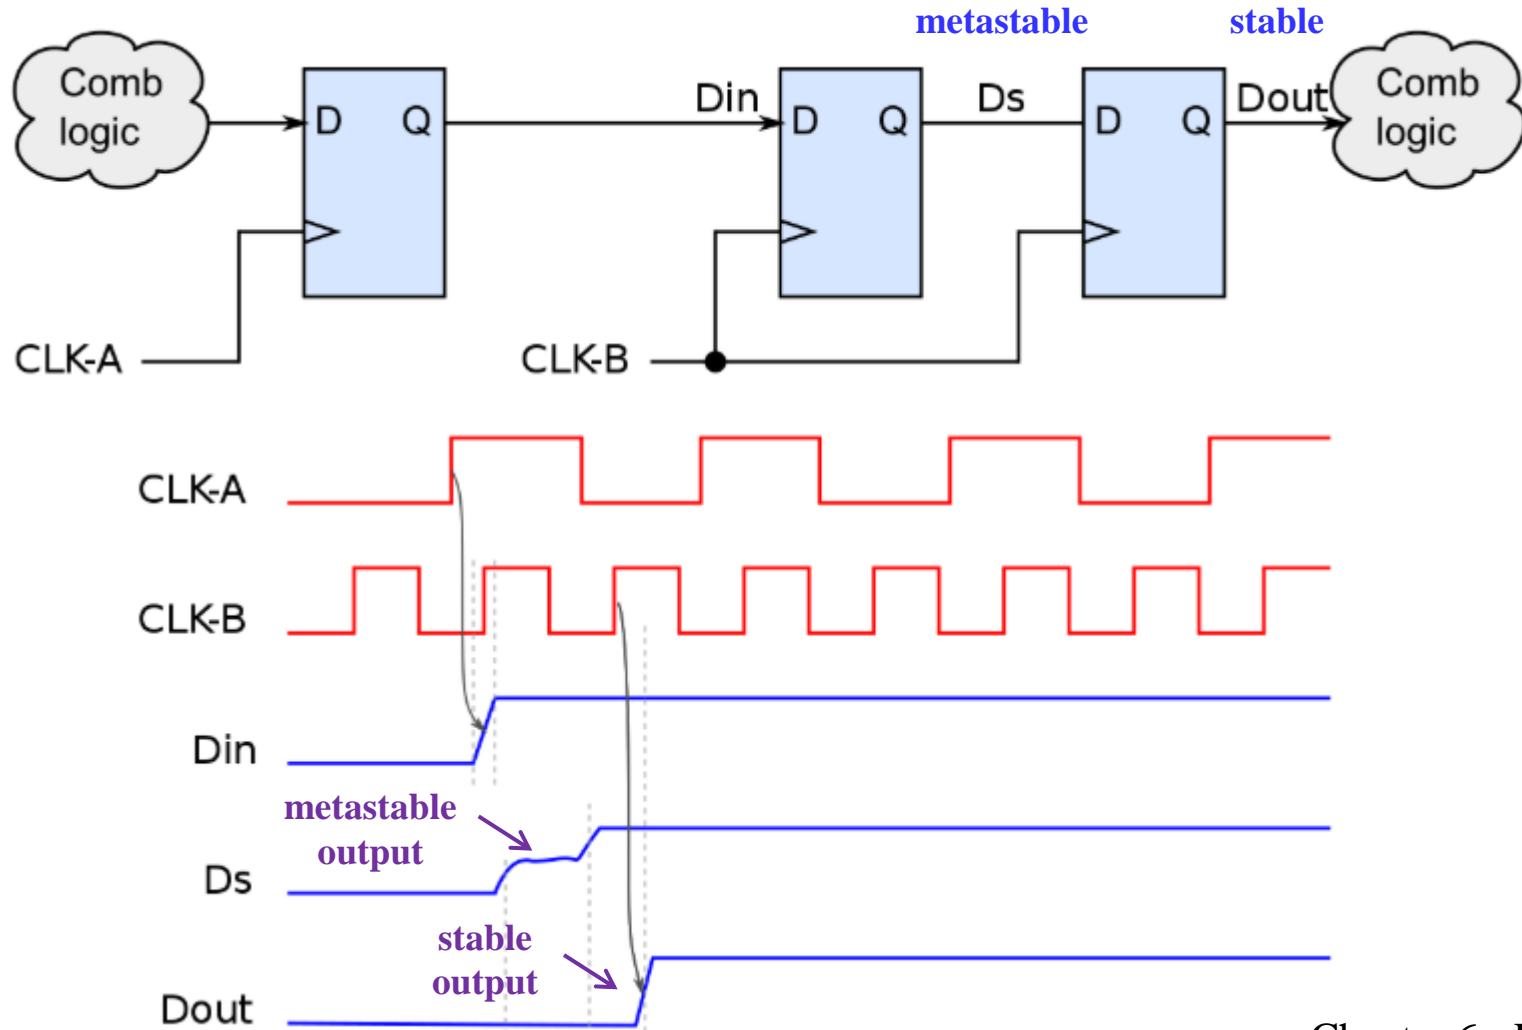 metastable
stable
Comb
logic
D
Q
Din
D
Q
Ds
D
Q
Dout
Comb
logic
CLK-A
CLK-B
CLK-A
CLK-B
Din
metastable
output
Ds
stable
output
Dout